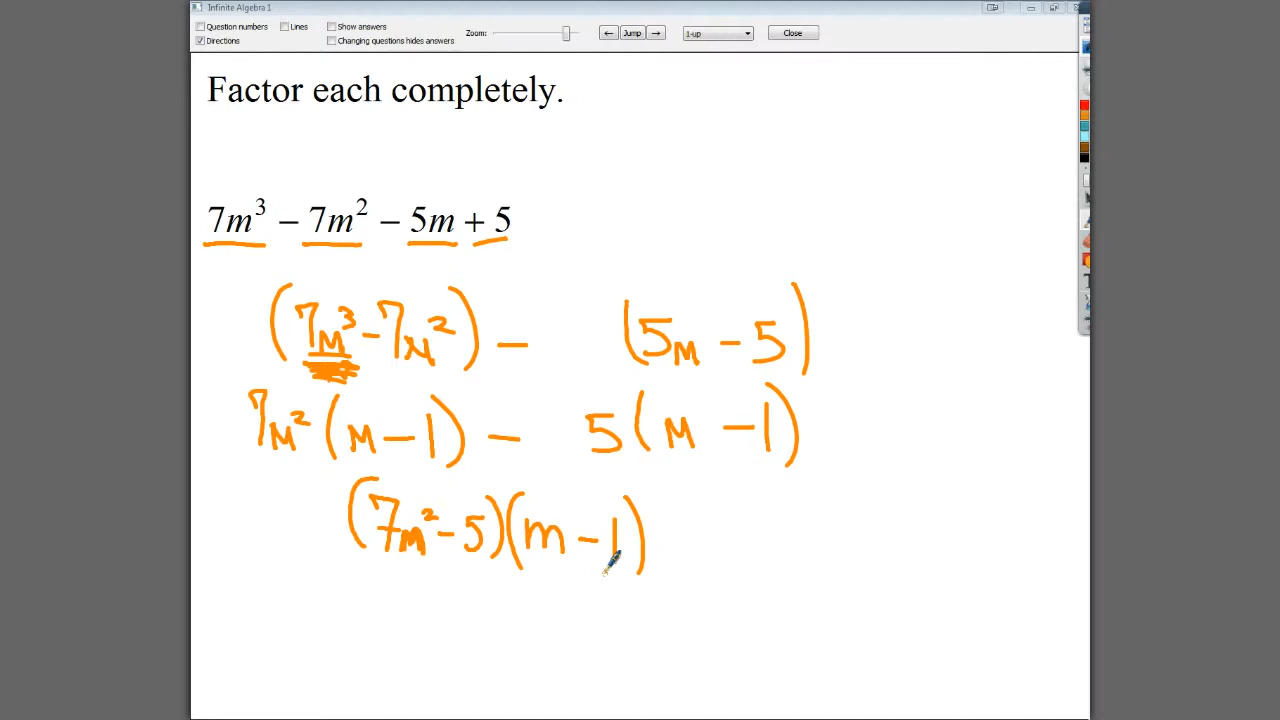 Infinite Algebra 1
Question numbers Lines Show answers
Directions Changing questions hides answers
Zoom: ← Jump → 1-up Close
Factor each completely.
7m³ − 7m² − 5m + 5
(7m³ - 7m²) - (5m - 5)
7m² (m - 1) - 5 (m - 1)
(7m² - 5)(m - 1)